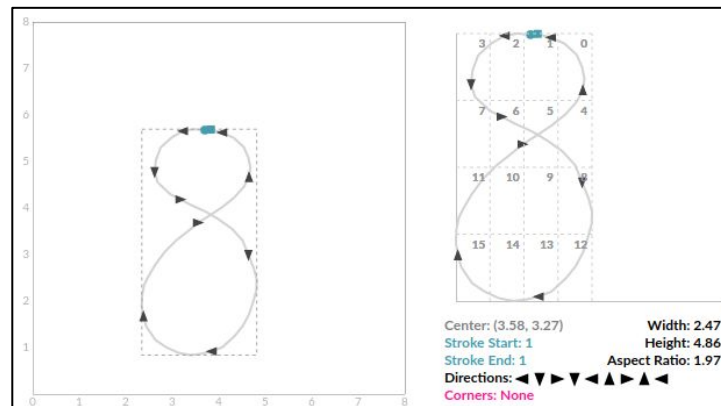 8
7
6
5
4
3
2
1
0 0 1 2 3 4 5 6 7 8
3 2 1 0
7 6 5 4
11 10 9 8
15 14 13 12
Center: (3.58, 3.27) Width: 2.47
Stroke Start: 1 Height: 4.86
Stroke End: 1 Aspect Ratio: 1.97
Directions: ◄ ▼ ► ▼ ◄ ▲ ► ▲ ◄
Corners: None